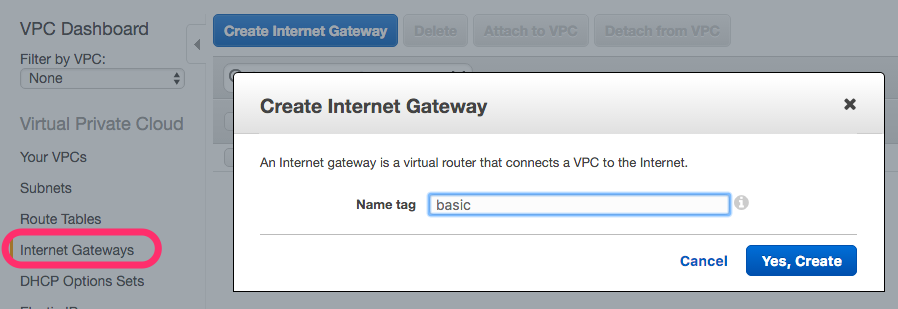 VPC Dashboard
Filter by VPC:
None
Virtual Private Cloud
Your VPCs
Subnets
Route Tables
Internet Gateways
DHCP Options Sets
Create Internet Gateway
Delete
Attach to VPC
Detach from VPC
Create Internet Gateway
An Internet gateway is a virtual router that connects a VPC to the Internet.
Name tag
basic
Cancel
Yes, Create